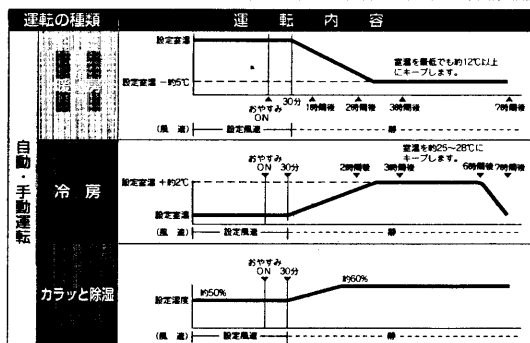 運転の種類 運転内容
自動・手動運転
設定室温
室温を最低でも約12℃以上
にキープします。
設定室温 -約5℃
おやすみ ON 30分 1時間後 2時間後 3時間後 7時間後
(風速) 設定風速 静
冷房
室温を約25~28℃に
キープします。
おやすみ ON 30分 2時間後 3時間後 6時間後 7時間後
設定室温 +約2℃
設定室温
(風速) 設定風速 静
カラッと除湿
おやすみ ON 30分
約50% 約60%
設定湿度
(風速) 設定風速 静